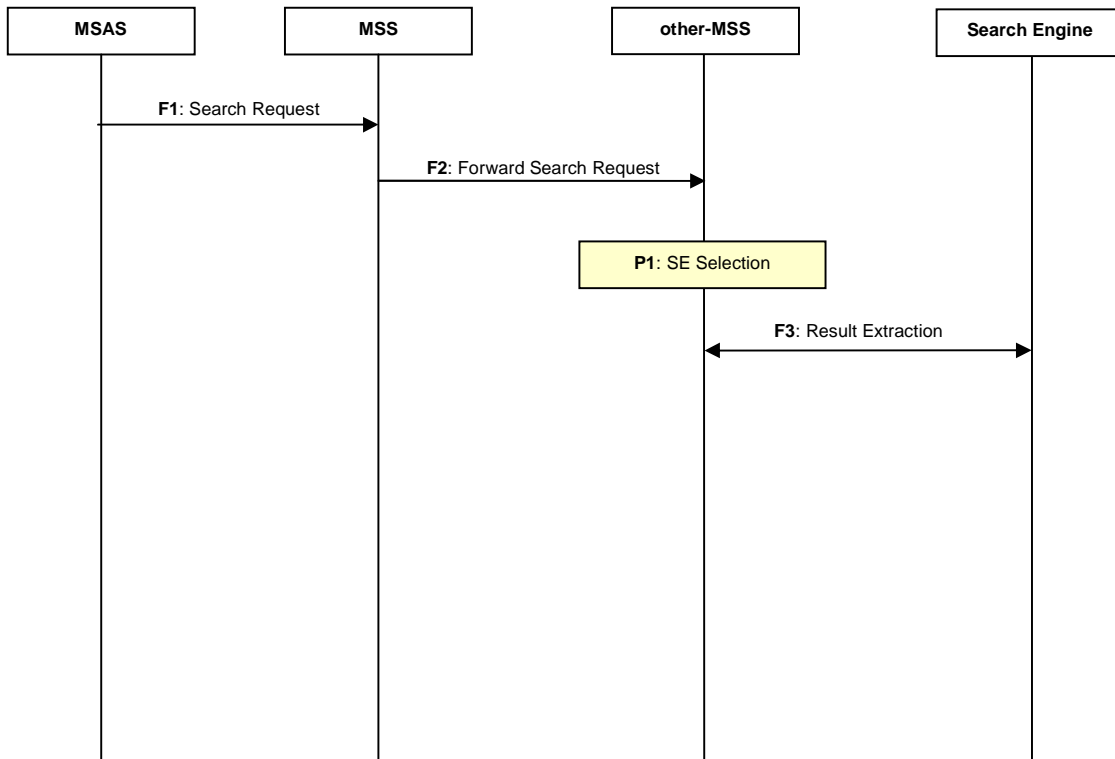 MSAS
MSS
other-MSS
Search Engine
F1: Search Request
F2: Forward Search Request
P1: SE Selection
F3: Result Extraction